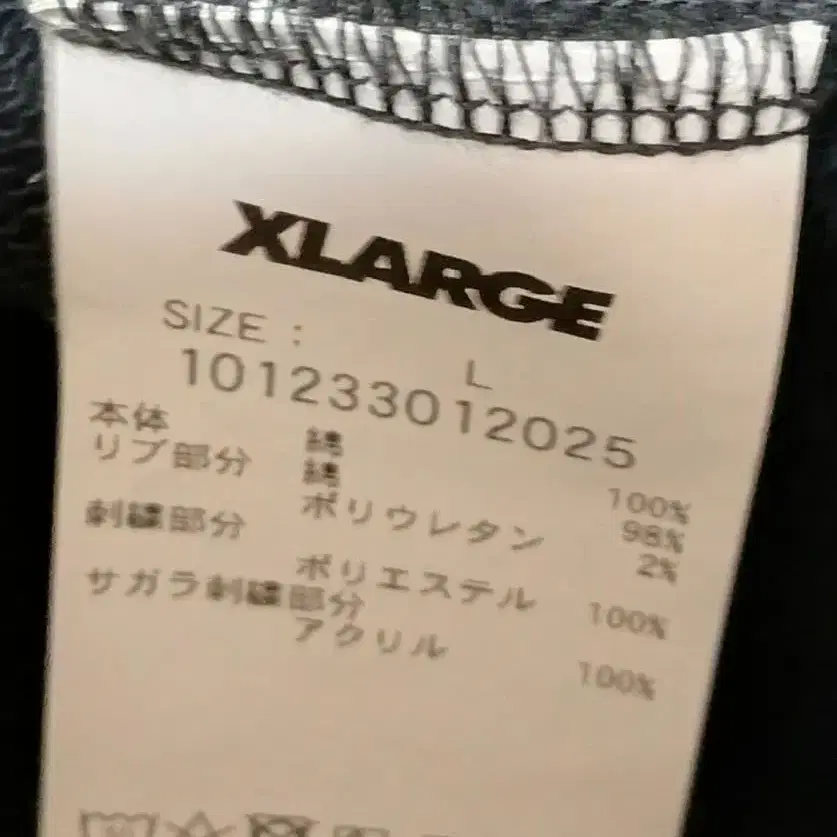 XLARGE
SIZE : L
101233012025
本体 綿 100%
リブ部分 綿 98%
ポリウレタン 2%
刺繍部分
ポリエステル 100%
サガラ刺繍部分
アクリル 100%